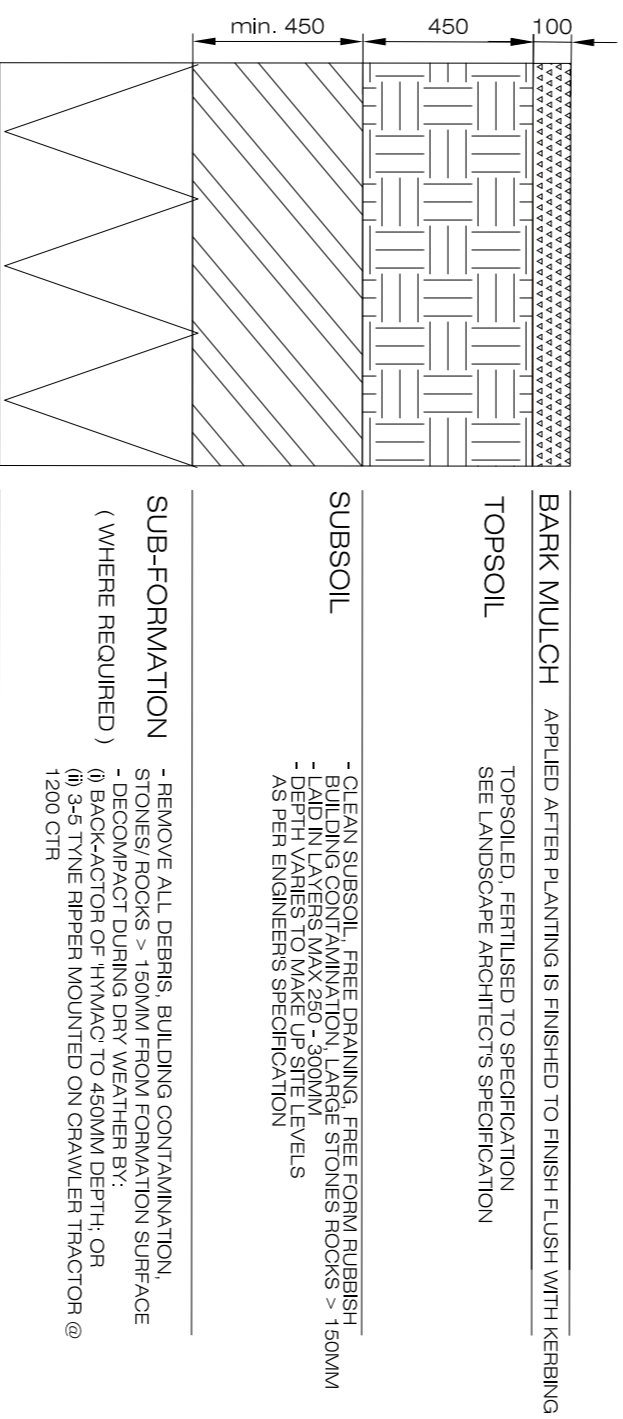 100
450
min. 450
BARK MULCH APPLIED AFTER PLANTING IS FINISHED TO FINISH FLUSH WITH KERBING
TOPSOIL
TOPSOILED, FERTILISED TO SPECIFICATION
SEE LANDSCAPE ARCHITECT'S SPECIFICATION
SUBSOIL
- CLEAN SUBSOIL, FREE DRAINING, FREE FORM RUBBISH
BUILDING CONTAMINATION, LARGE STONES ROCKS > 150MM
- LAID IN LAYERS MAX 250 - 300MM
- DEPTH VARIES TO MAKE UP SITE LEVELS
AS PER ENGINEER'S SPECIFICATION
SUB-FORMATION
( WHERE REQUIRED )
- REMOVE ALL DEBRIS, BUILDING CONTAMINATION,
STONES/ ROCKS > 150MM FROM FORMATION SURFACE
- DECOMPACT DURING DRY WEATHER BY:
(i) BACK-ACTOR OF 'HYMAC' TO 450MM DEPTH; OR
(ii) 3-5 TYNE RIPPER MOUNTED ON CRAWLER TRACTOR @
1200 CTR